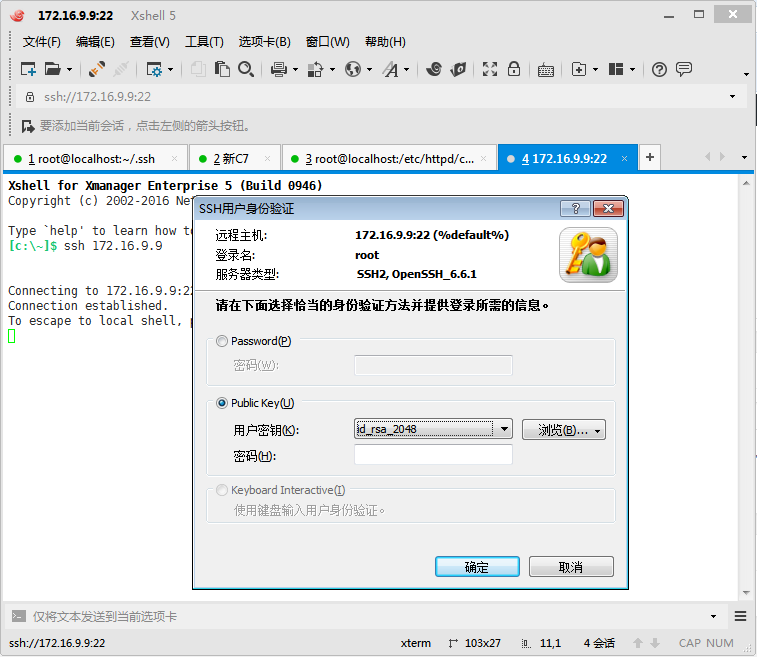 172.16.9.9:22 Xshell 5
文件(F) 编辑(E) 查看(V) 工具(T) 选项卡(B) 窗口(W) 帮助(H)
ssh://172.16.9.9:22
要添加当前会话，点击左侧的箭头按钮。
1 root@localhost:~/.ssh × 2 新C7 × 3 root@localhost:/etc/httpd/c... × 4 172.16.9.9:22 × +
Xshell for Xmanager Enterprise 5 (Build 0946)
Copyright (c) 2002-2016 Net
Type `help' to learn how to
[c:\~]$ ssh 172.16.9.9
Connecting to 172.16.9.9:22
Connection established.
To escape to local shell, p
SSH用户身份验证
远程主机: 172.16.9.9:22 (%default%)
登录名: root
服务器类型: SSH2, OpenSSH_6.6.1
请在下面选择恰当的身份验证方法并提供登录所需的信息。
Password(P)
密码(W):
Public Key(U)
用户密钥(K): id_rsa_2048 浏览(B)...
密码(H):
Keyboard Interactive(I)
使用键盘输入用户身份验证。
确定 取消
仅将文本发送到当前选项卡
ssh://172.16.9.9:22 xterm 103x27 11,1 4 会话 CAP NUM